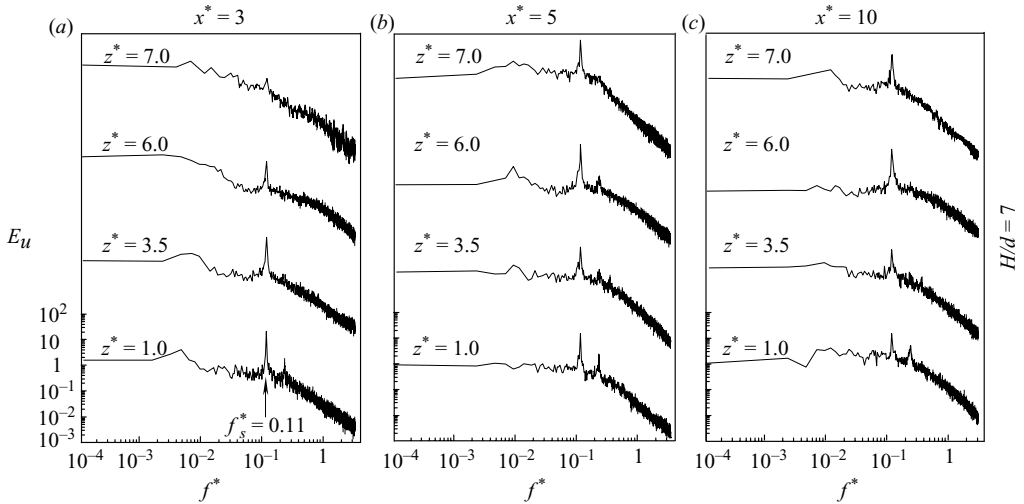 x* = 3
x* = 5
x* = 10
(a)
(b)
(c)
z* = 7.0
z* = 6.0
z* = 3.5
z* = 1.0
z* = 7.0
z* = 6.0
z* = 3.5
z* = 1.0
z* = 7.0
z* = 6.0
z* = 3.5
z* = 1.0
E_u
10^2
10
1
10^-1
10^-2
10^-3
f_s^* = 0.11
H/d = 7
10^-4 10^-3 10^-2 10^-1 1
10^-4 10^-3 10^-2 10^-1 1
10^-4 10^-3 10^-2 10^-1 1
f*
f*
f*